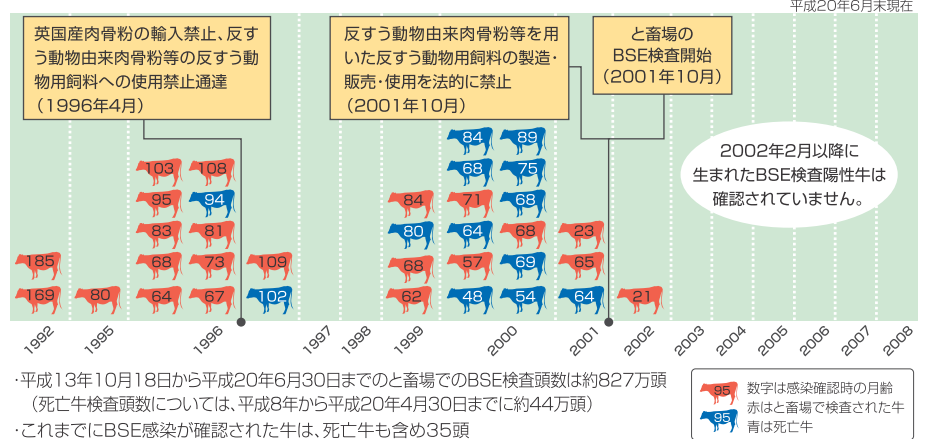 平成20年6月末現在
英国産肉骨粉の輸入禁止、反す
う動物由来肉骨粉等の反すう動
物用飼料への使用禁止通達
（1996年4月）
反すう動物由来肉骨粉等を用
いた反すう動物用飼料の製造・
販売・使用を法的に禁止
（2001年10月）
と畜場の
BSE検査開始
（2001年10月）
2002年2月以降に
生まれたBSE検査陽性牛は
確認されていません。
84 89
68 75
103 108
95 94 84 71 68
83 81 80 64 68 23
185 68 73 109 68 57 69 65
169 80 64 67 102 62 48 54 64 21
1992 1995 1996 1997 1998 1999 2000 2001 2002 2003 2004 2005 2006 2007 2008
・平成13年10月18日から平成20年6月30日までのと畜場でのBSE検査頭数は約827万頭
（死亡牛検査頭数については、平成8年から平成20年4月30日までに約44万頭）
・これまでにBSE感染が確認された牛は、死亡牛も含め35頭
95 数字は感染確認時の月齢
赤はと畜場で検査された牛
95 青は死亡牛